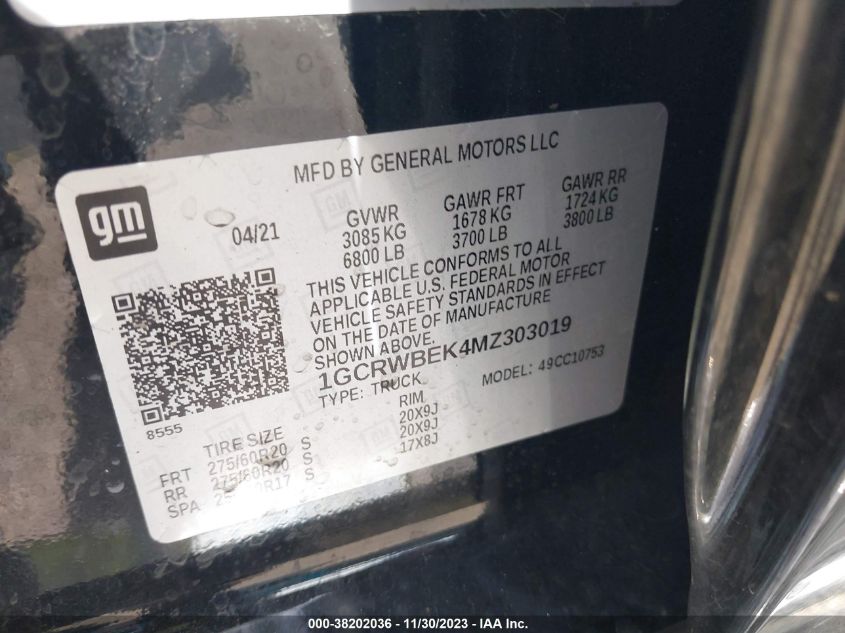 MFD BY GENERAL MOTORS LLC
gm
04/21
GVWR GAWR FRT GAWR RR
3085 KG 1678 KG 1724 KG
6800 LB 3700 LB 3800 LB
THIS VEHICLE CONFORMS TO ALL
APPLICABLE U.S. FEDERAL MOTOR
VEHICLE SAFETY STANDARDS IN EFFECT
ON THE DATE OF MANUFACTURE
SHOWN ABOVE.
1GCRWBEK4MZ303019
TYPE: TRUCK MODEL: 49CC10753
8555
TIRE SIZE RIM
FRT 275/60R20 S 20X9J
RR 275/60R20 S 20X9J
SPA S 17X8J
000-38202036 - 11/30/2023 - IAA Inc.